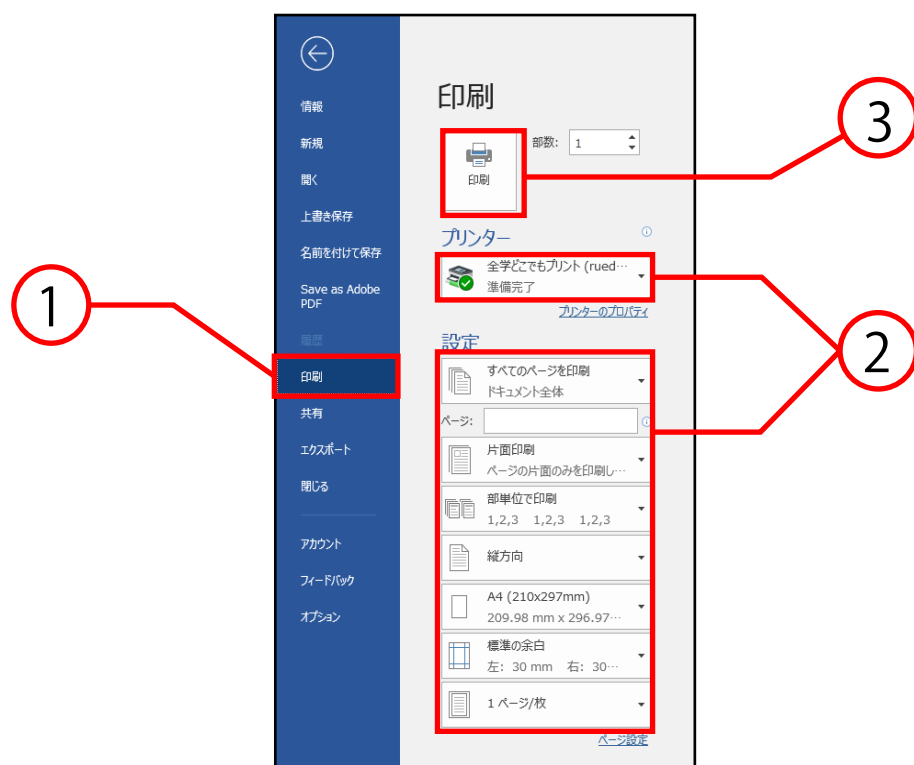 情報
新規
開く
上書き保存
名前を付けて保存
Save as Adobe
PDF
履歴
印刷
共有
エクスポート
閉じる
アカウント
フィードバック
オプション
印刷
印刷
部数: 1
プリンター
全学どこでもプリント (rued…
準備完了
プリンターのプロパティ
設定
すべてのページを印刷
ドキュメント全体
ページ:
片面印刷
ページの片面のみを印刷し…
部単位で印刷
1,2,3 1,2,3 1,2,3
縦方向
A4 (210x297mm)
209.98 mm x 296.97…
標準の余白
左: 30 mm 右: 30…
1 ページ/枚
ページ設定
1
2
3